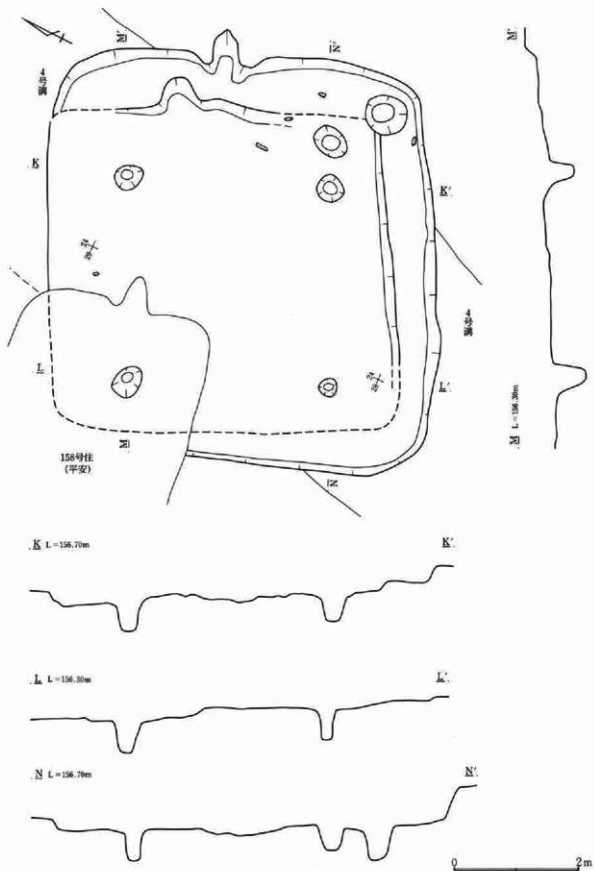 M′
N′
4号溝
K
K′
4号溝
L
L′
M
N
158号住
(平安)
M′
M L=156.30m
K L=156.70m
K′
L L=156.30m
L′
N L=156.70m
N′
0 2m